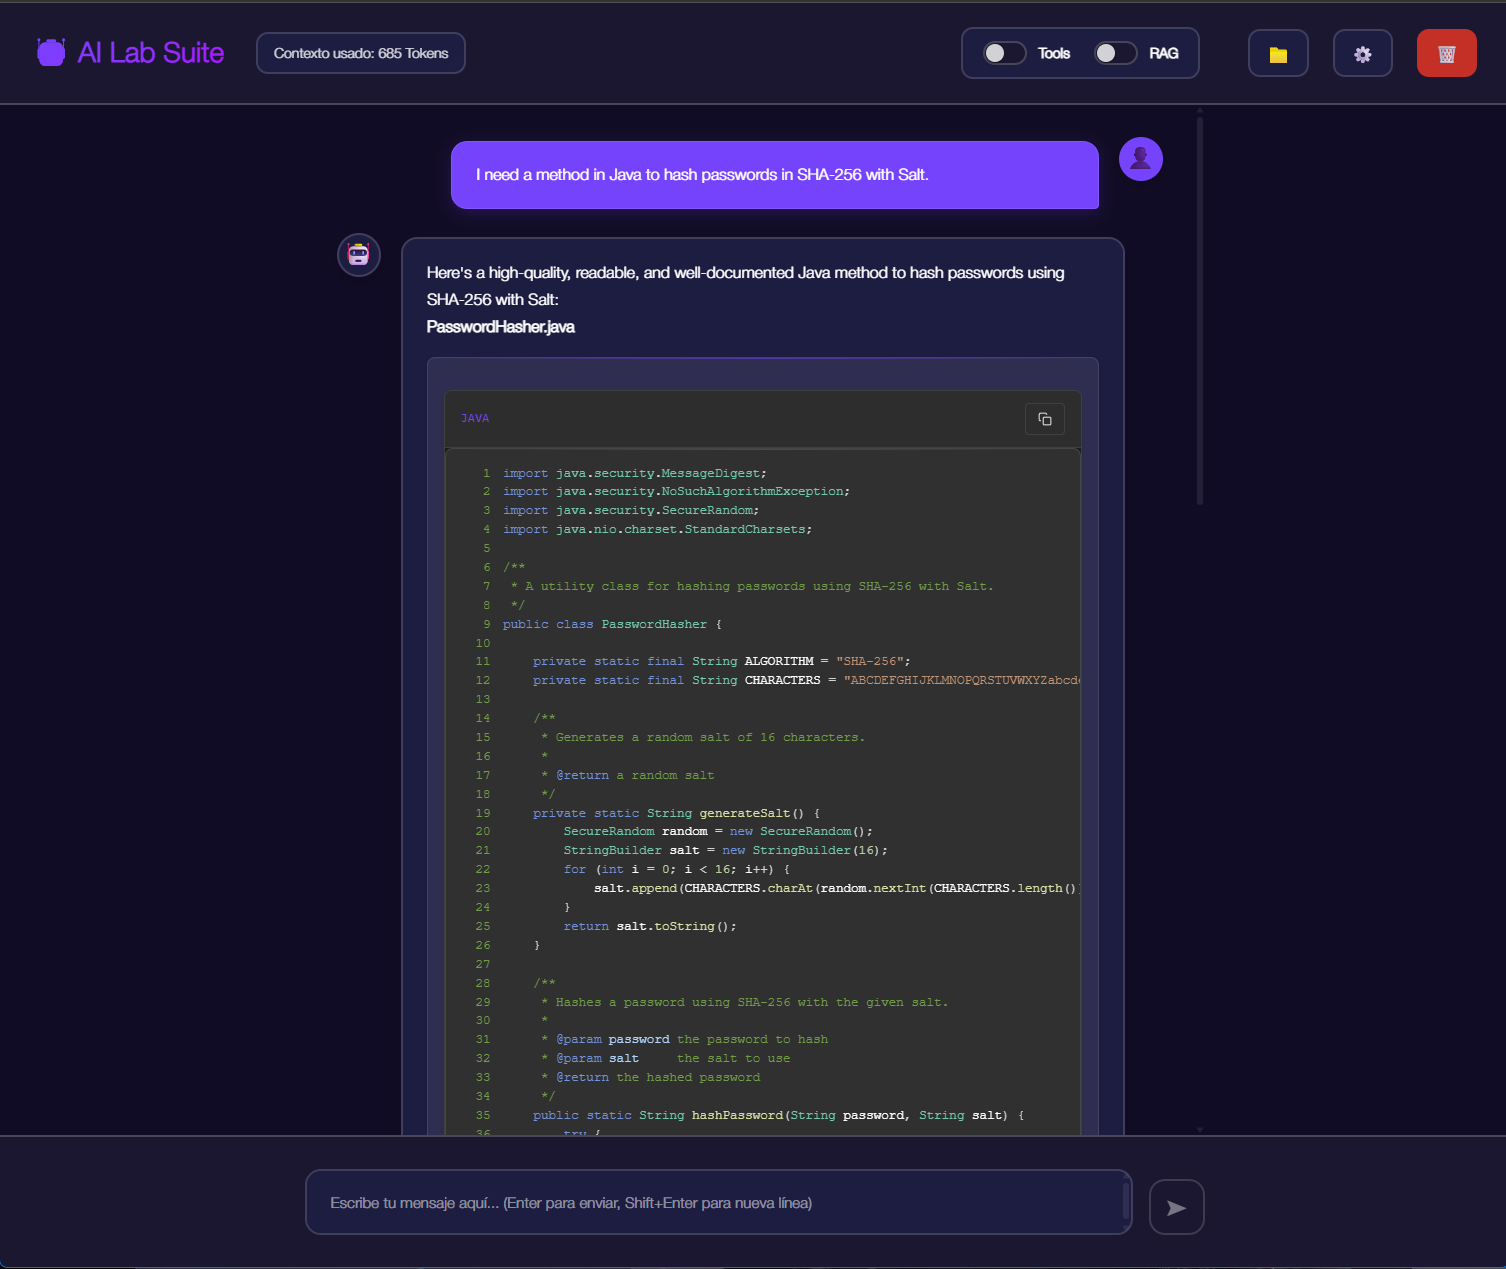 AI Lab Suite
Contexto usado: 685 Tokens
Tools
RAG
I need a method in Java to hash passwords in SHA-256 with Salt.
Here's a high-quality, readable, and well-documented Java method to hash passwords using
SHA-256 with Salt:
PasswordHasher.java
JAVA
1 import java.security.MessageDigest;
2 import java.security.NoSuchAlgorithmException;
3 import java.security.SecureRandom;
4 import java.nio.charset.StandardCharsets;
5
6 /**
7  * A utility class for hashing passwords using SHA-256 with Salt.
8  */
9 public class PasswordHasher {
10
11     private static final String ALGORITHM = "SHA-256";
12     private static final String CHARACTERS = "ABCDEFGHIJKLMNOPQRSTUVWXYZabcd
13
14     /**
15      * Generates a random salt of 16 characters.
16      *
17      * @return a random salt
18      */
19     private static String generateSalt() {
20         SecureRandom random = new SecureRandom();
21         StringBuilder salt = new StringBuilder(16);
22         for (int i = 0; i < 16; i++) {
23             salt.append(CHARACTERS.charAt(random.nextInt(CHARACTERS.length()
24         }
25         return salt.toString();
26     }
27
28     /**
29      * Hashes a password using SHA-256 with the given salt.
30      *
31      * @param password the password to hash
32      * @param salt     the salt to use
33      * @return the hashed password
34      */
35     public static String hashPassword(String password, String salt) {
36         try {
Escribe tu mensaje aquí... (Enter para enviar, Shift+Enter para nueva línea)